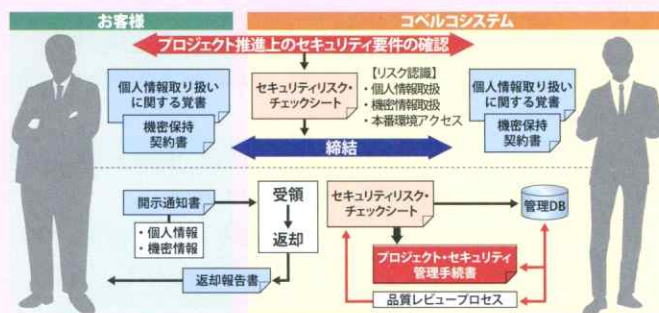 お客様
コベルコシステム
プロジェクト推進上のセキュリティ要件の確認
個人情報取り扱い
に関する覚書
機密保持
契約書
セキュリティリスク・
チェックシート
【リスク認識】
・個人情報取扱
・機密情報取扱
・本番環境アクセス
個人情報取り扱い
に関する覚書
機密保持
契約書
締結
開示通知書
・個人情報
・機密情報
受領
返却
返却報告書
セキュリティリスク・
チェックシート
管理DB
プロジェクト・セキュリティ
管理手続書
品質レビュープロセス